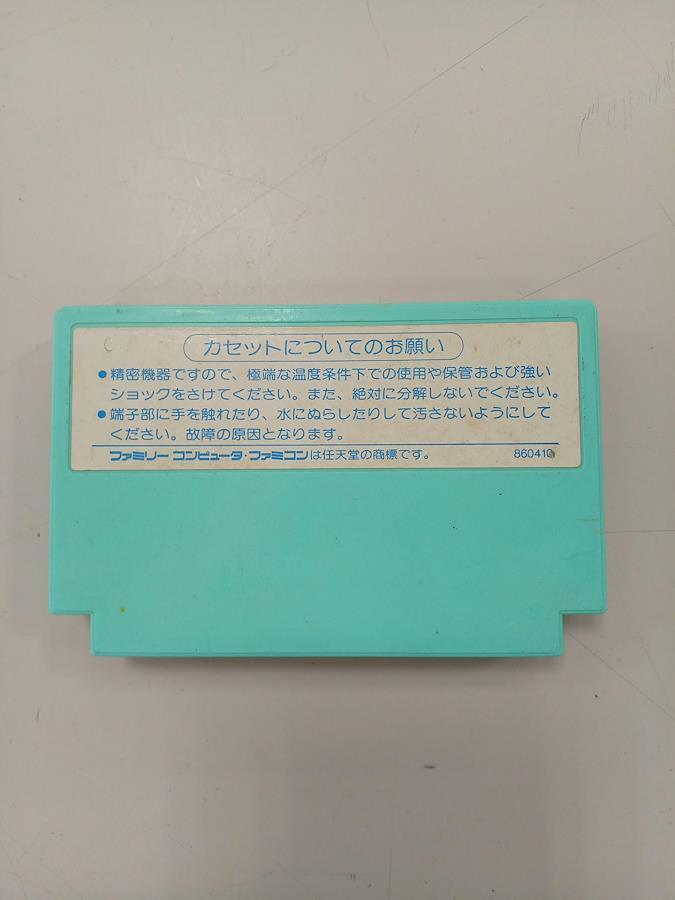 カセットについてのお願い
●精密機器ですので、極端な温度条件下での使用や保管および強い
ショックをさけてください。また、絶対に分解しないでください。
●端子部に手を触れたり、水にぬらしたりして汚さないようにして
ください。故障の原因となります。
ファミリーコンピュータ・ファミコンは任天堂の商標です。 860410